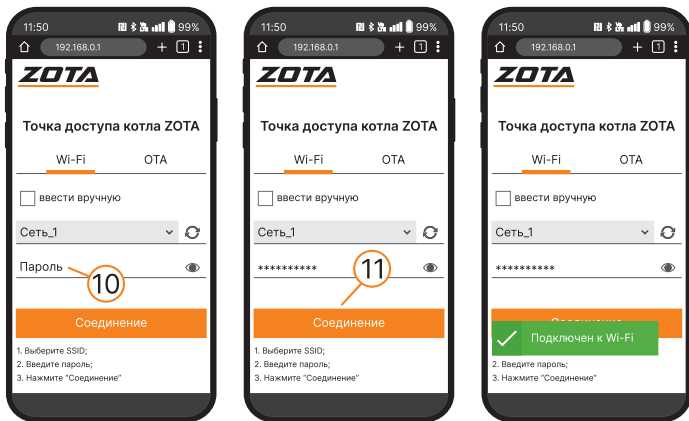 11:50 99%
192.168.0.1 1
ZOTA
Точка доступа котла ZOTA
Wi-Fi OTA
ввести вручную
Сеть_1
Пароль
10
Соединение
1. Выберите SSID;
2. Введите пароль;
3. Нажмите "Соединение"
11:50 99%
192.168.0.1 1
ZOTA
Точка доступа котла ZOTA
Wi-Fi OTA
ввести вручную
Сеть_1
**********
11
Соединение
1. Выберите SSID;
2. Введите пароль;
3. Нажмите "Соединение"
11:50 99%
192.168.0.1 1
ZOTA
Точка доступа котла ZOTA
Wi-Fi OTA
ввести вручную
Сеть_1
**********
Подключен к Wi-Fi
2. Введите пароль;
3. Нажмите "Соединение"